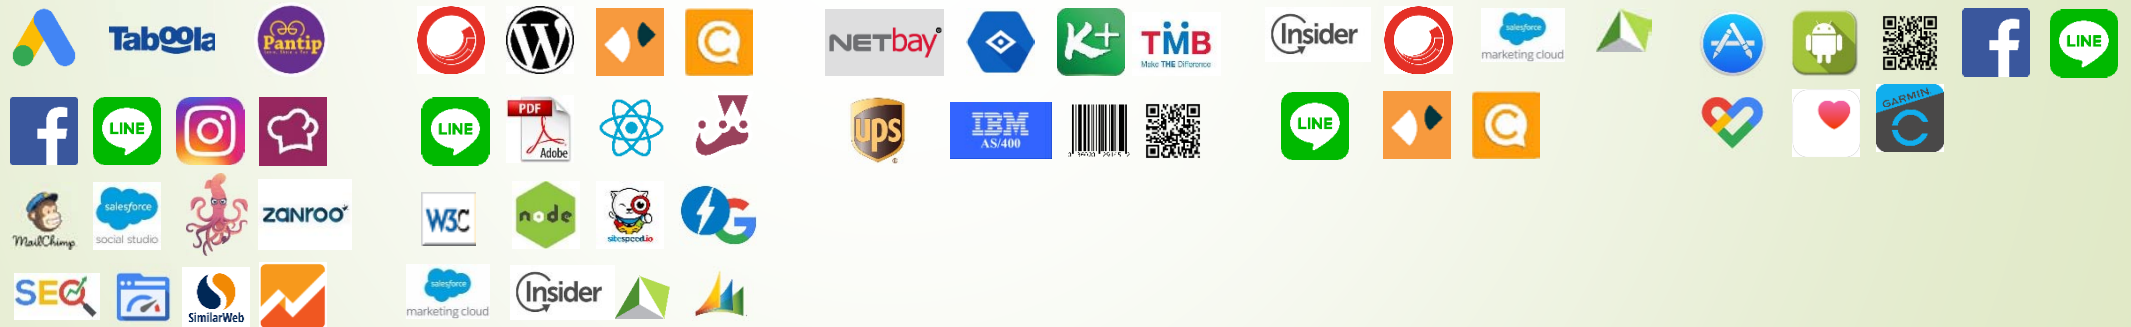 Taboola
Pantip
LINE
MailChimp
salesforce
social studio
zanroo
SEO
SimilarWeb
W
C
LINE
PDF
Adobe
W3C
node
sitespeed.io
G
salesforce
marketing cloud
Insider
NETbay
K+
TMB
Make THE Difference
ups
IBM
AS/400
Insider
salesforce
marketing cloud
LINE
C
LINE
GARMIN